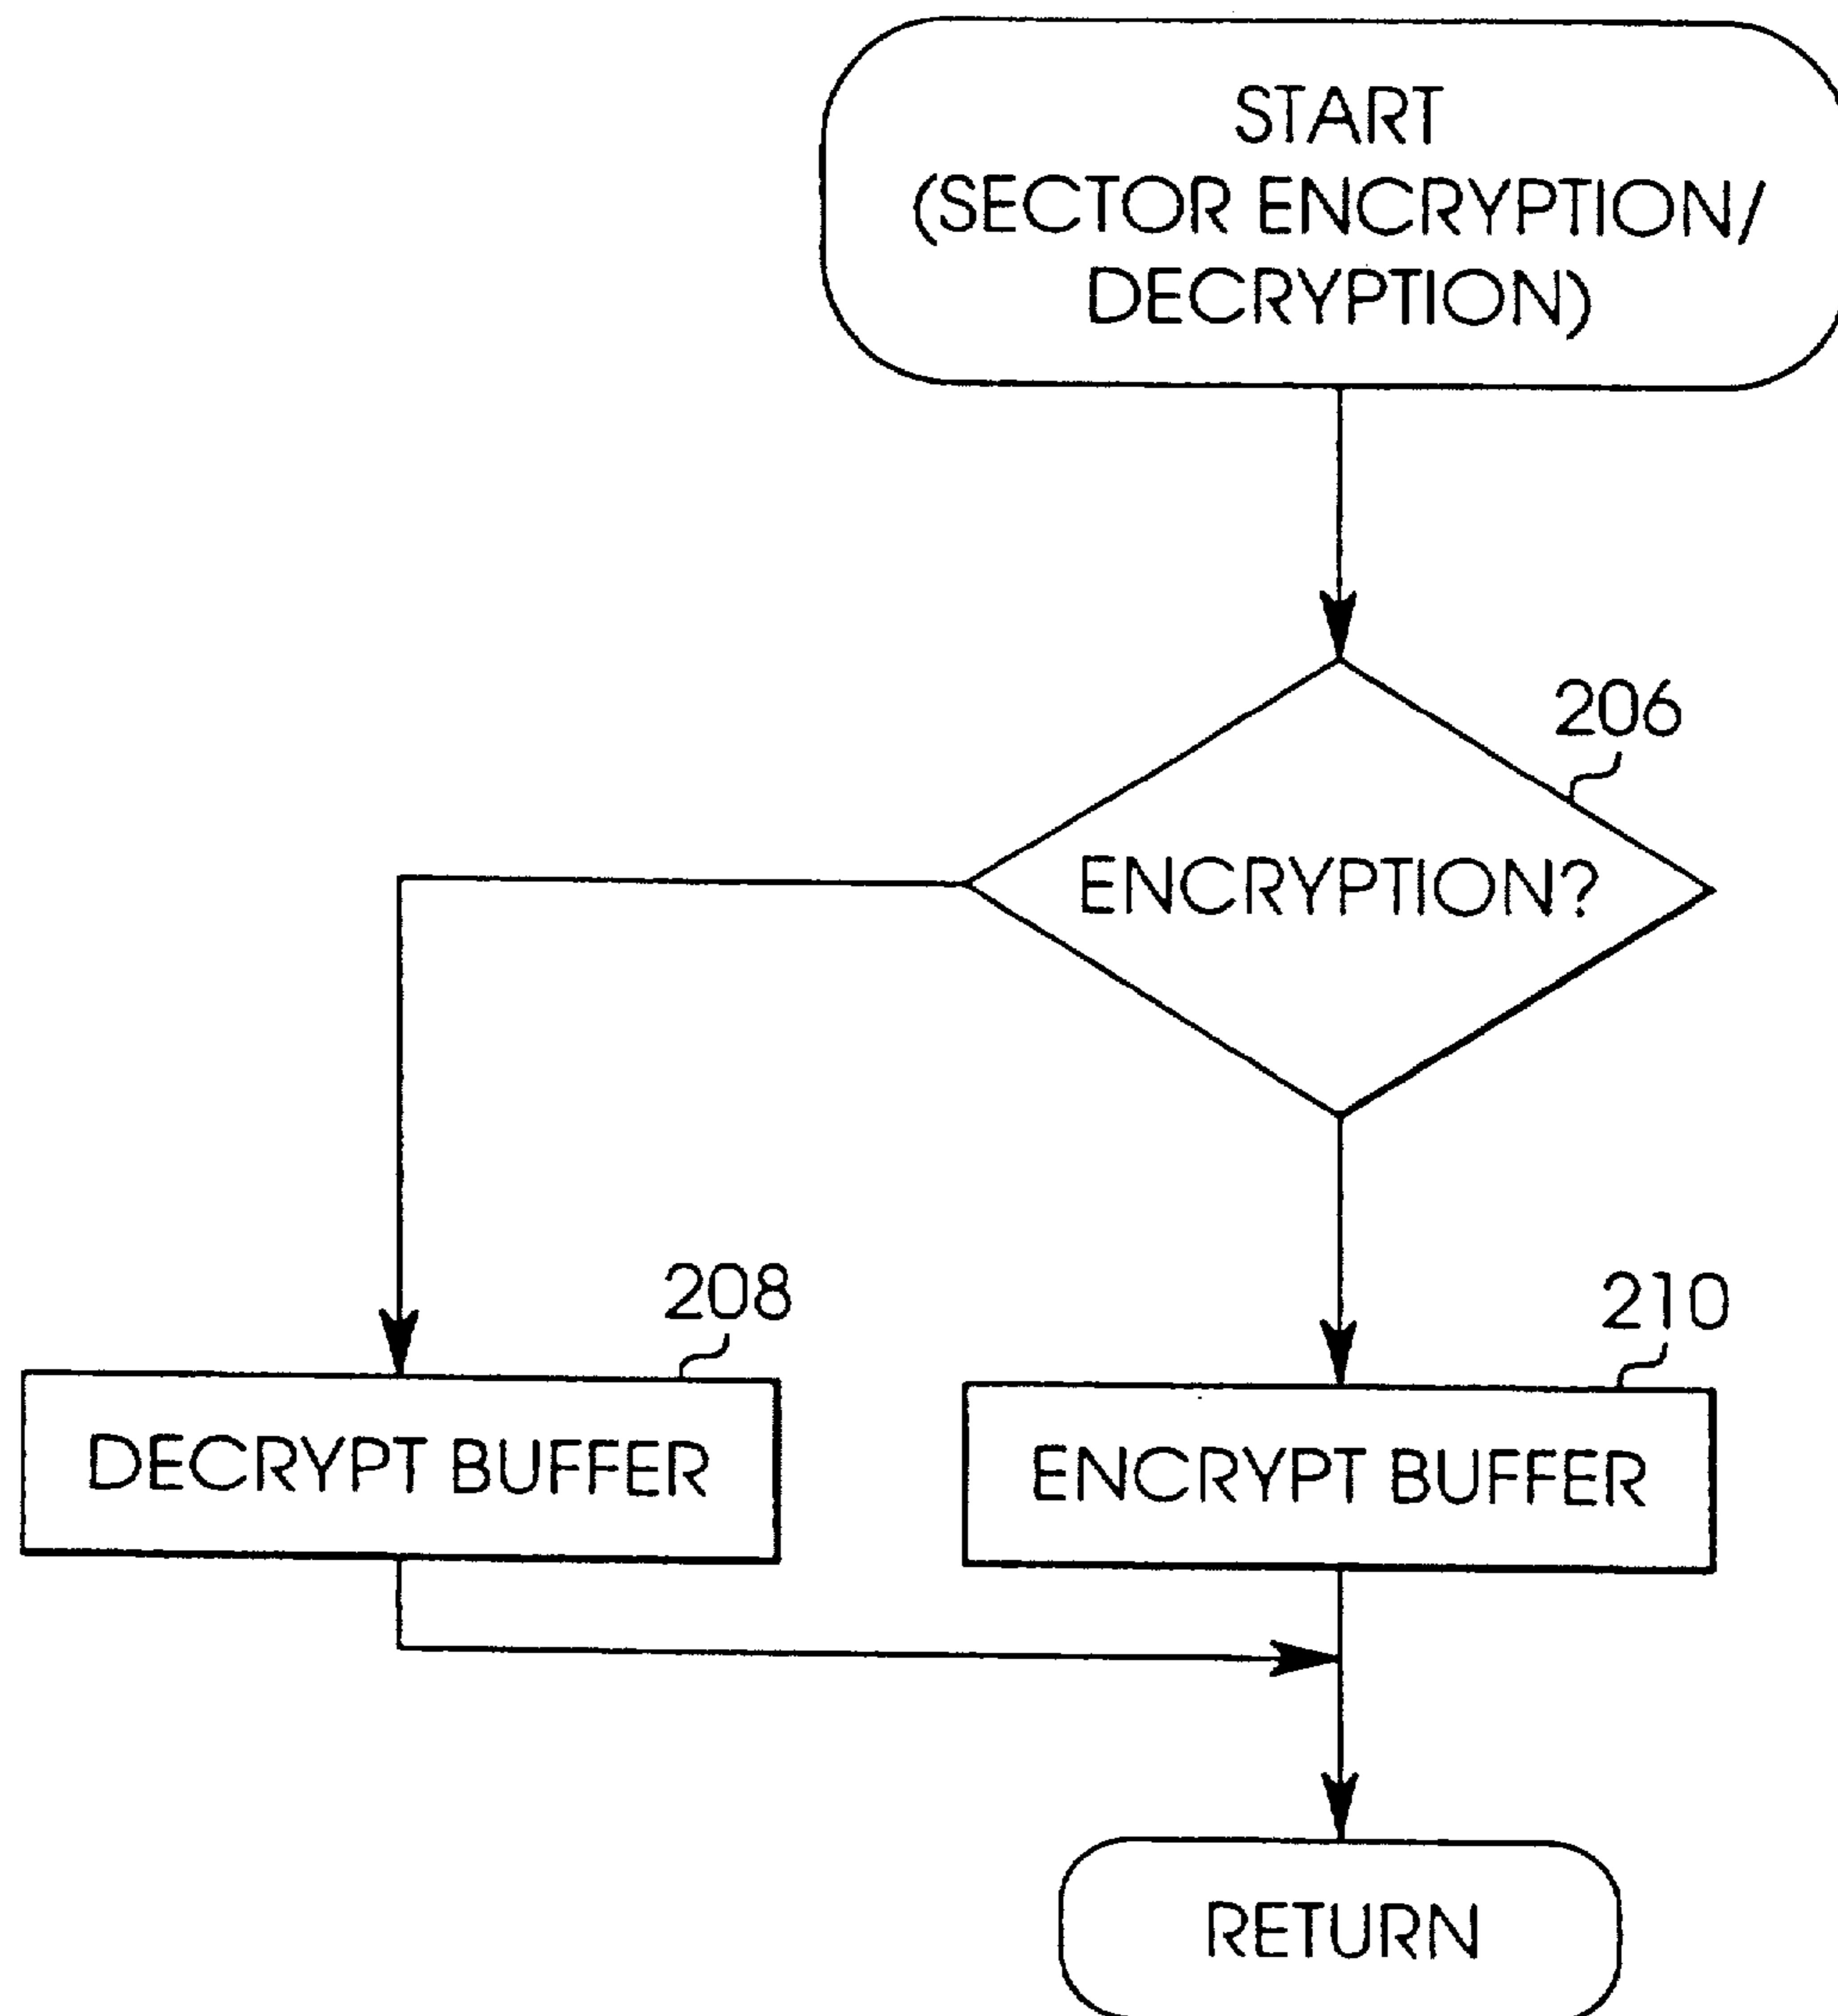 START
(SECTOR ENCRYPTION/
DECRYPTION)
206
ENCRYPTION?
208
210
DECRYPT BUFFER
ENCRYPT BUFFER
RETURN